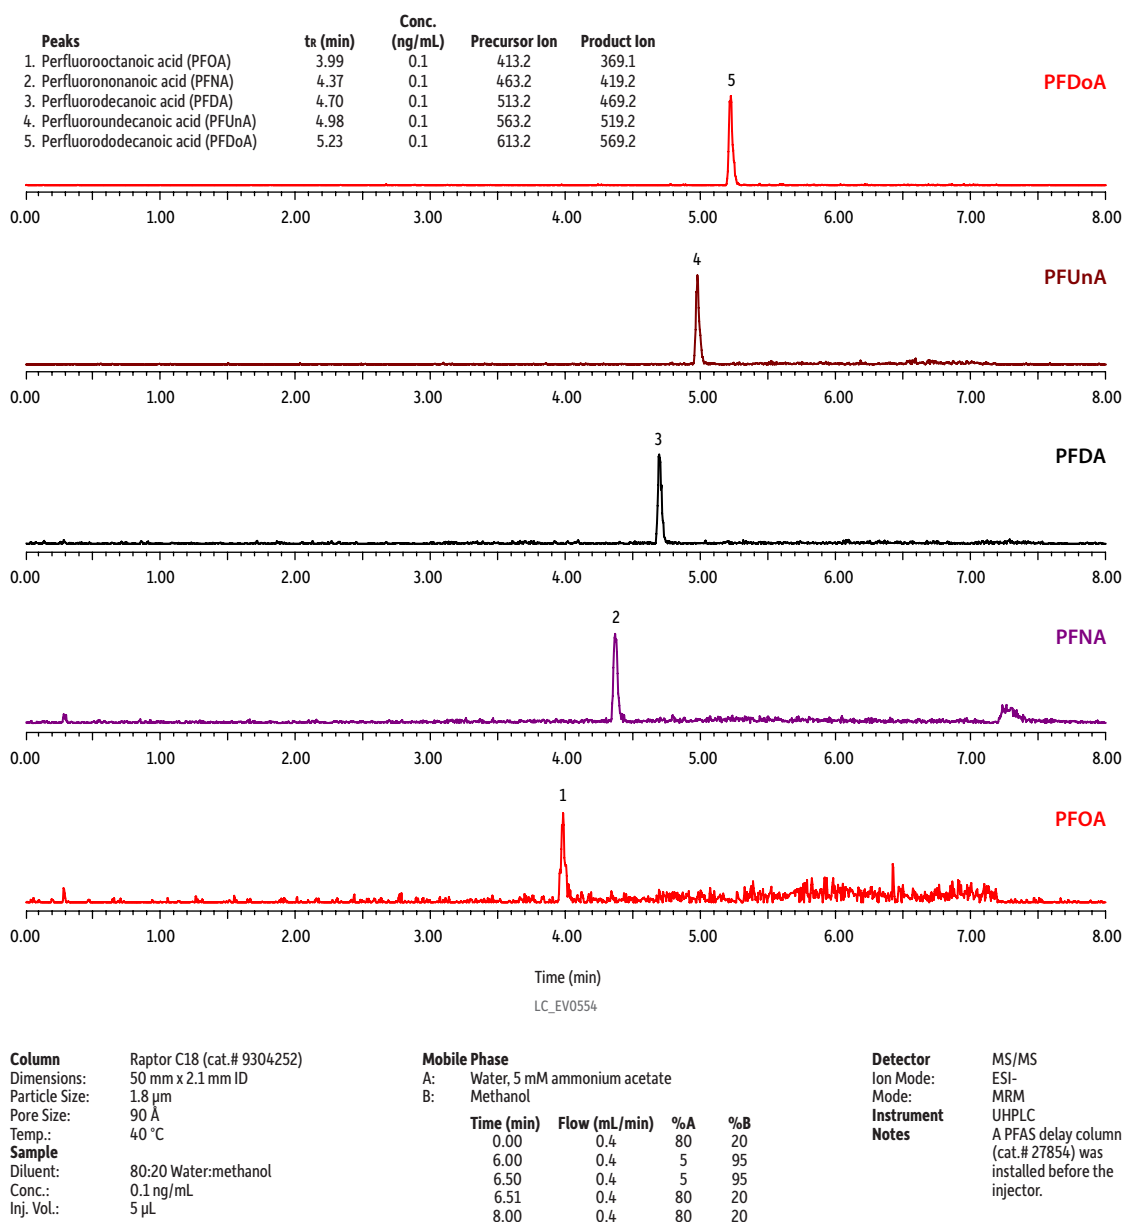 Peaks tR (min) Conc. (ng/mL) Precursor Ion Product Ion
1. Perfluorooctanoic acid (PFOA) 3.99 0.1 413.2 369.1
2. Perfluorononanoic acid (PFNA) 4.37 0.1 463.2 419.2
3. Perfluorodecanoic acid (PFDA) 4.70 0.1 513.2 469.2
4. Perfluoroundecanoic acid (PFUnA) 4.98 0.1 563.2 519.2
5. Perfluorododecanoic acid (PFDoA) 5.23 0.1 613.2 569.2
5
PFDoA
0.00 1.00 2.00 3.00 4.00 5.00 6.00 7.00 8.00
4
PFUnA
0.00 1.00 2.00 3.00 4.00 5.00 6.00 7.00 8.00
3
PFDA
0.00 1.00 2.00 3.00 4.00 5.00 6.00 7.00 8.00
2
PFNA
0.00 1.00 2.00 3.00 4.00 5.00 6.00 7.00 8.00
1
PFOA
0.00 1.00 2.00 3.00 4.00 5.00 6.00 7.00 8.00
Time (min)
LC_EV0554
Column Raptor C18 (cat.# 9304252)
Dimensions: 50 mm x 2.1 mm ID
Particle Size: 1.8 µm
Pore Size: 90 Å
Temp.: 40 °C
Sample
Diluent: 80:20 Water:methanol
Conc.: 0.1 ng/mL
Inj. Vol.: 5 µL
Mobile Phase
A: Water, 5 mM ammonium acetate
B: Methanol
Time (min) Flow (mL/min) %A %B
0.00 0.4 80 20
6.00 0.4 5 95
6.50 0.4 5 95
6.51 0.4 80 20
8.00 0.4 80 20
Detector MS/MS
Ion Mode: ESI-
Mode: MRM
Instrument UHPLC
Notes A PFAS delay column
(cat.# 27854) was
installed before the
injector.